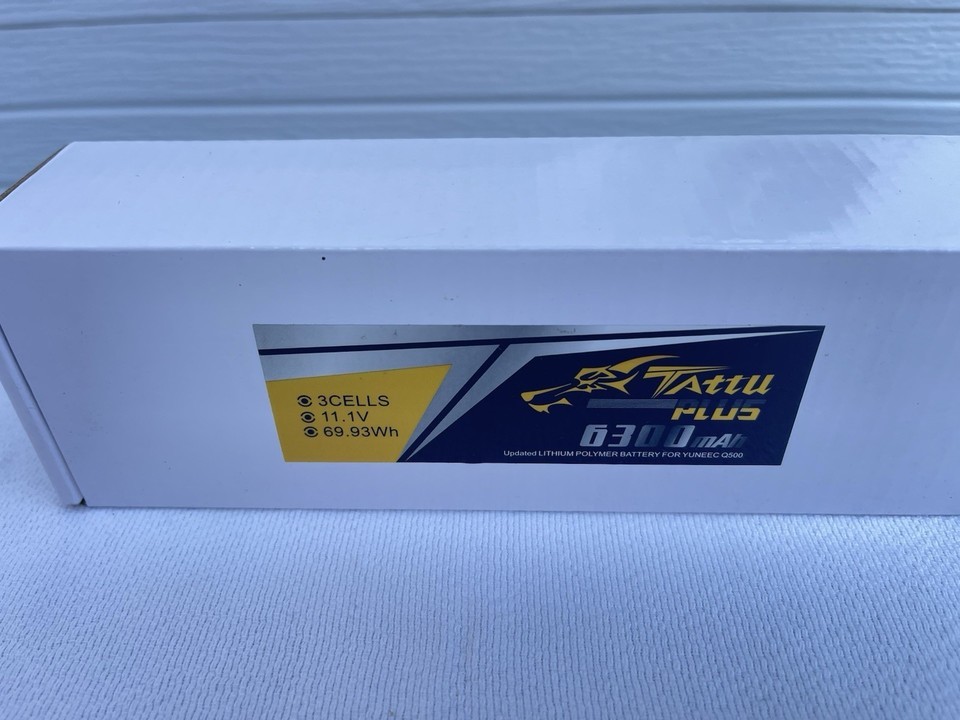 3CELLS
11.1V
69.93Wh
TATTU
PLUS
6300mAh
Updated LITHIUM POLYMER BATTERY FOR YUNEEC Q500